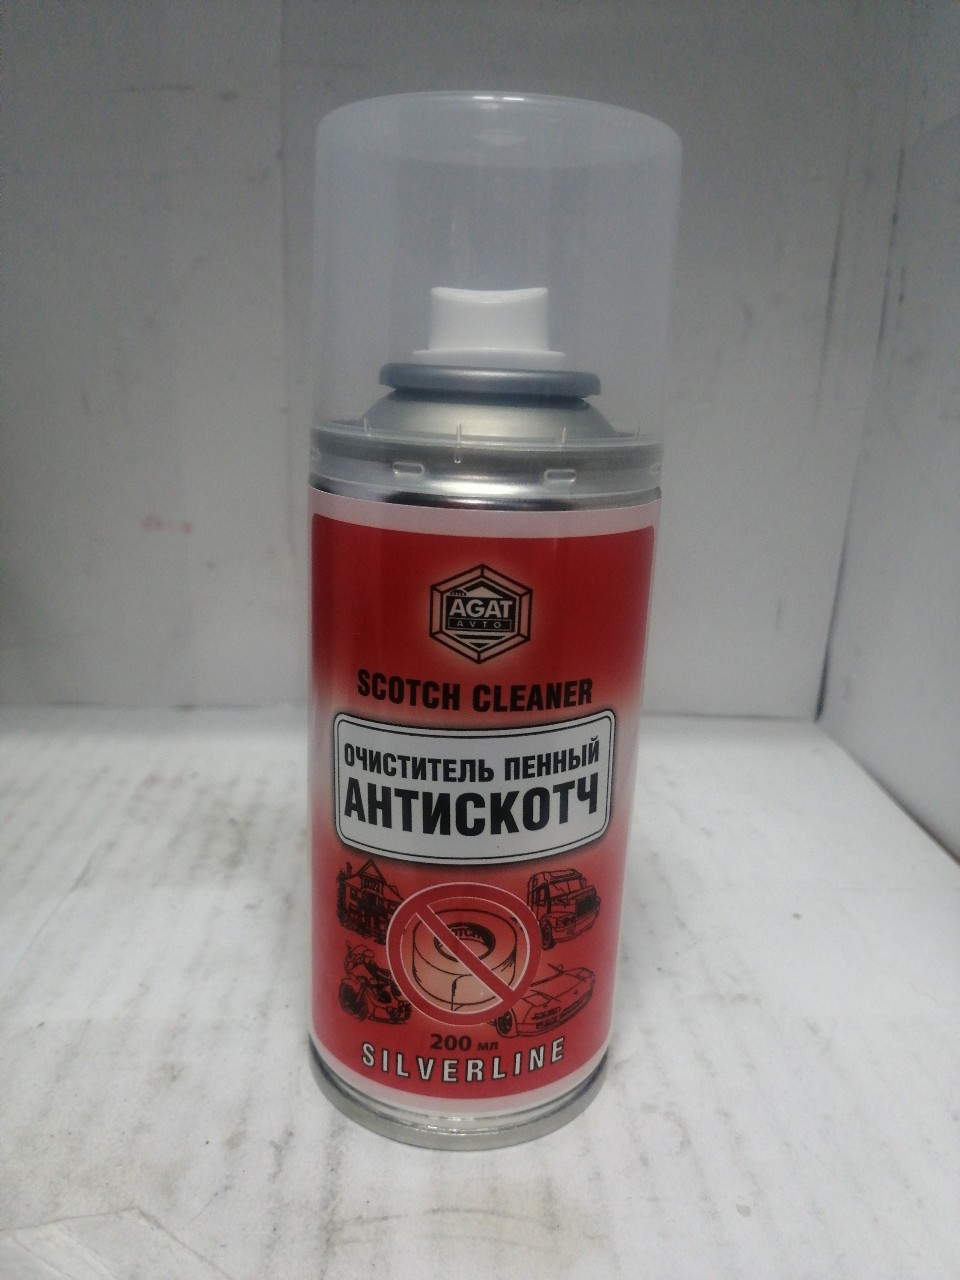 AGAT
AVTO
SCOTCH CLEANER
ОЧИСТИТЕЛЬ ПЕННЫЙ
АНТИСКОТЧ
200 мл
SILVERLINE